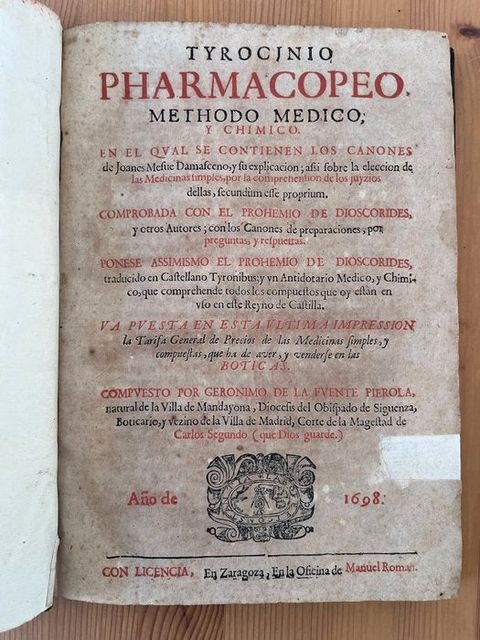 TYROCJNIO
PHARMACOPEO.
METHODO MEDICO,
Y CHIMICO.
EN EL QVAL SE CONTIENEN LOS CANONES
de Joanes Mesue Damasceno, y su explicacion; assi sobre la eleccion de
las Medicinas simples, por la comprehension de los juyzios
dellas, secundum esse proprium.
COMPROBADA CON EL PROHEMIO DE DIOSCORIDES,
y otros Autores; con los Canones de preparaciones, por
preguntas, y respuestas.
PONESE ASSIMISMO EL PROHEMIO DE DIOSCORIDES,
traducido en Castellano Tyronibus; y vn Antidotario Medico, y Chimi-
co, que comprehende todos los compuestos que oy estàn en
vso en este Reyno de Castilla.
VA PVESTA EN ESTA VLTIMA IMPRESSION
la Tarifa General de Precios de las Medicinas simples, y
compuestas, que ha de aver, y venderse en las
BOTICAS.
COMPVESTO POR GERONIMO DE LA FVENTE PIEROLA,
natural de la Villa de Mandayona, Diocesis del Obispado de Siguenza,
Boticario, y vezino de la Villa de Madrid, Corte de la Magestad de
Carlos Segundo (que Dios guarde.)
Año de 1698.
CON LICENCIA, En Zaragoza, En la Oficina de Manuel Roman.